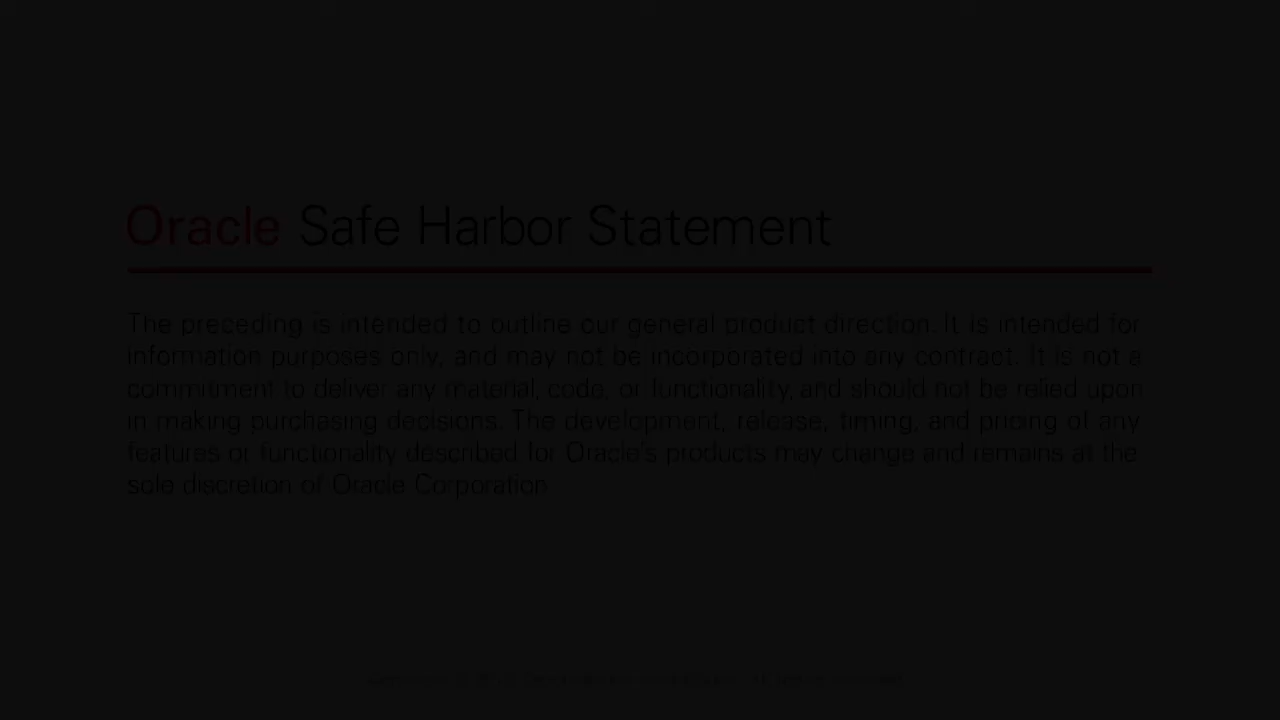 Oracle Safe Harbor Statement
The preceding is intended to outline our general product direction. It is intended for
information purposes only, and may not be incorporated into any contract. It is not a
commitment to deliver any material, code, or functionality, and should not be relied upon
in making purchasing decisions. The development, release, timing, and pricing of any
features or functionality described for Oracle's products may change and remains at the
sole discretion of Oracle Corporation.